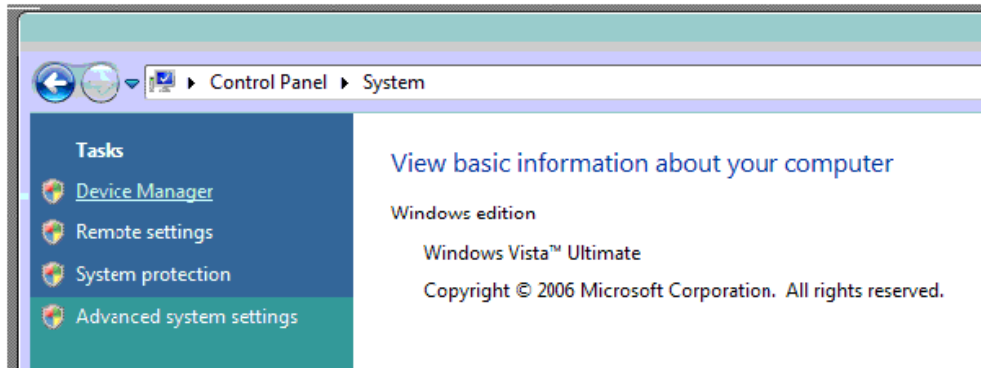 Control Panel System
Tasks
Device Manager
Remote settings
System protection
Advanced system settings
View basic information about your computer
Windows edition
Windows Vista™ Ultimate
Copyright © 2006 Microsoft Corporation. All rights reserved.